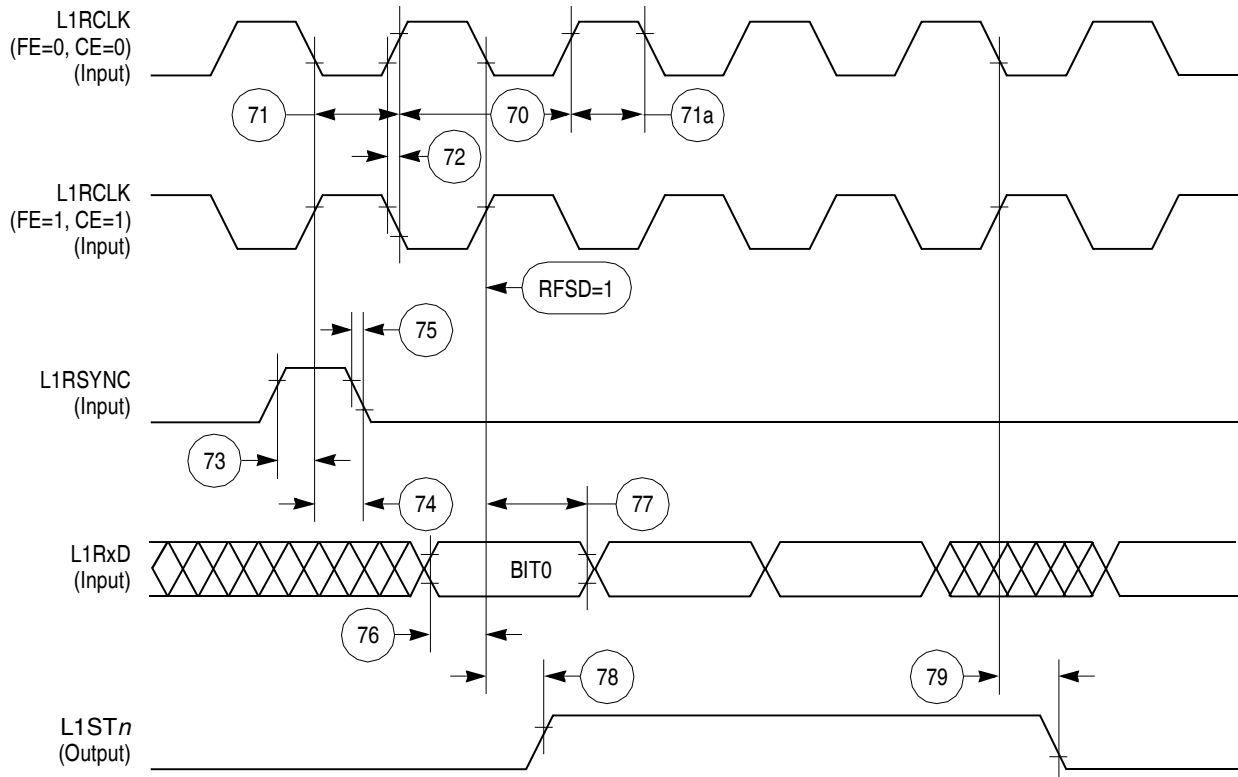 L1RCLK
(FE=0, CE=0)
(Input)
71
70
71a
72
L1RCLK
(FE=1, CE=1)
(Input)
RFSD=1
75
L1RSYNC
(Input)
73
74
77
L1RxD
(Input)
BIT0
76
78
79
L1STn
(Output)